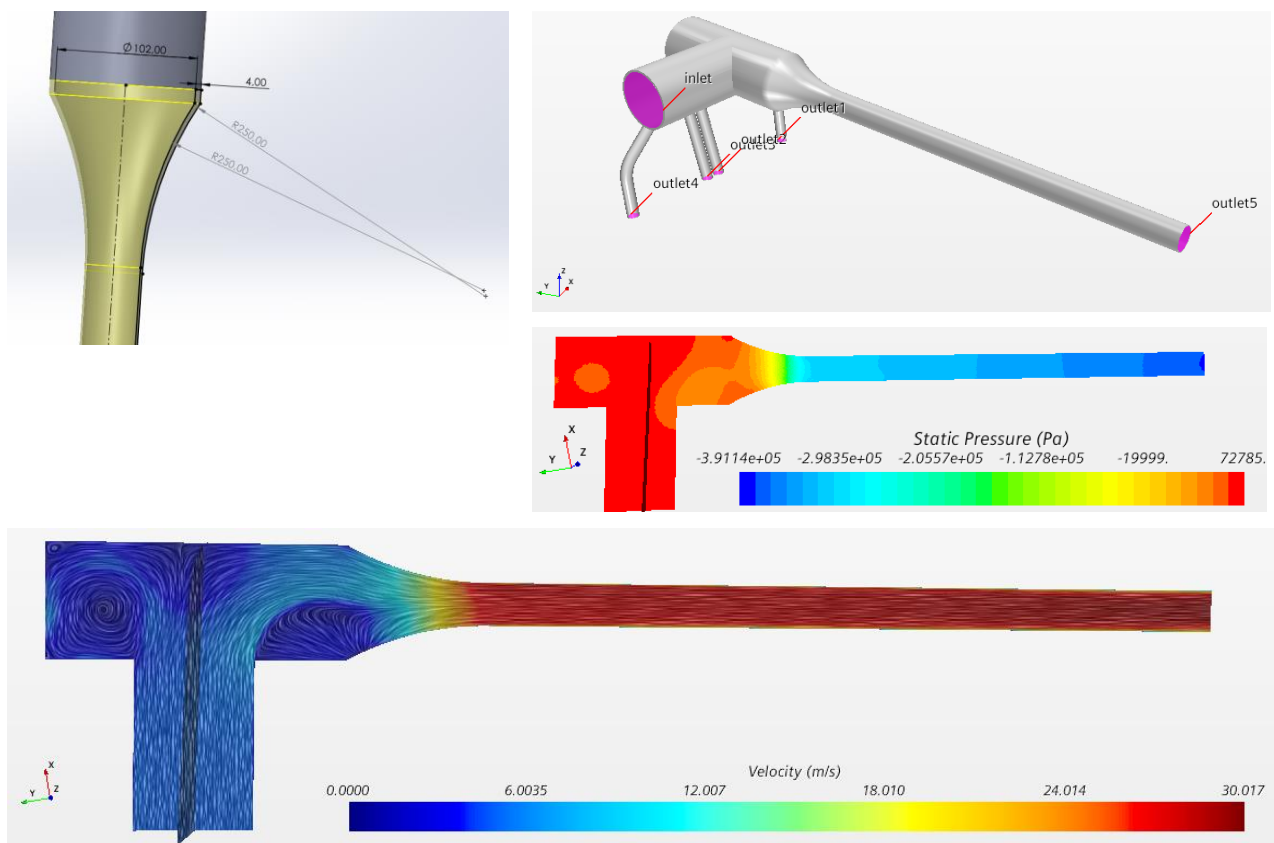 Ø102.00
4.00
R250.00
R250.00
inlet
outlet1
outlet2
outlet3
outlet4
outlet5
Z
Y
X
X
Y
Z
Static Pressure (Pa)
-3.9114e+05 -2.9835e+05 -2.0557e+05 -1.1278e+05 -19999. 72785.
X
Y
Z
Velocity (m/s)
0.0000 6.0035 12.007 18.010 24.014 30.017